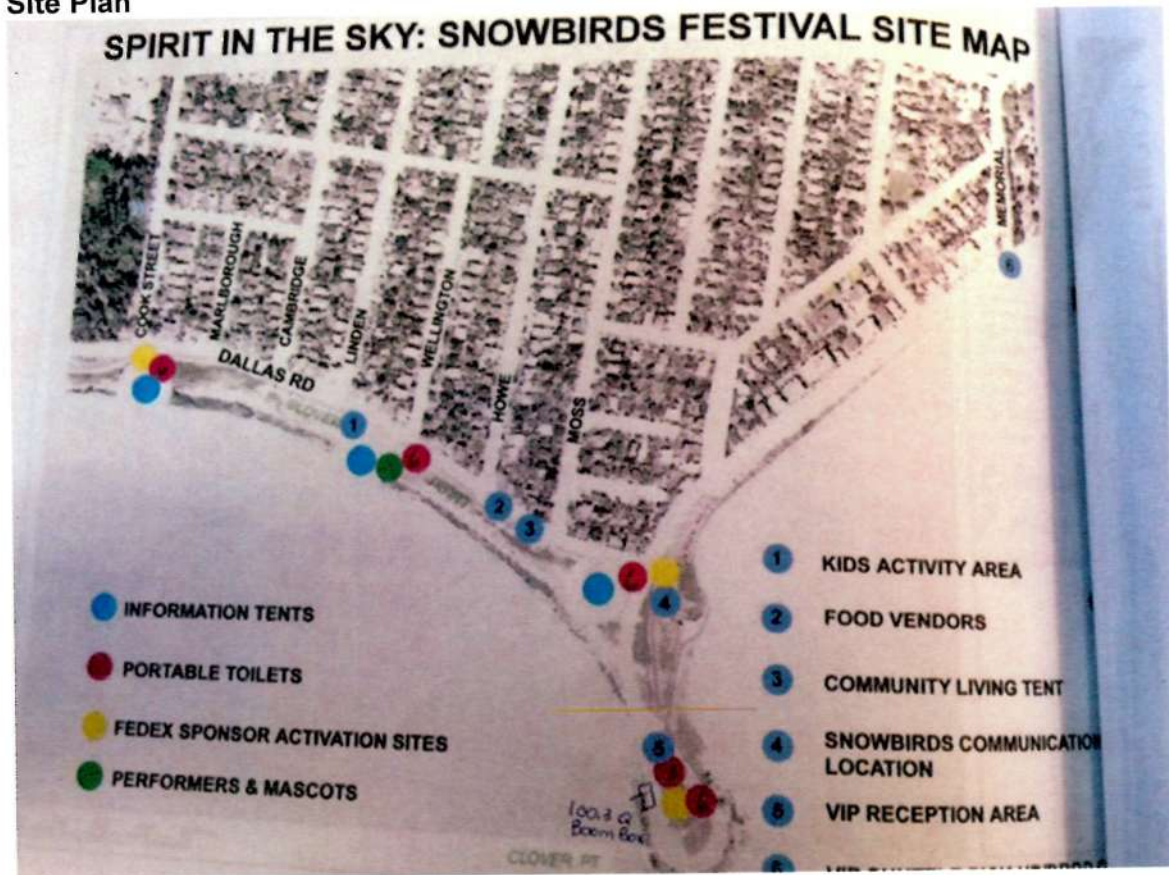 Site Plan
SPIRIT IN THE SKY: SNOWBIRDS FESTIVAL SITE MAP
MEMORIAL
6
COOK STREET
MARLBOROUGH
CAMBRIDGE
LINDEN
WELLINGTON
HOWE
MOSS
DALLAS RD
1
2
3
4
5
100.3 Q
Boom Box
CLOVER PT
INFORMATION TENTS
PORTABLE TOILETS
FEDEX SPONSOR ACTIVATION SITES
PERFORMERS & MASCOTS
1 KIDS ACTIVITY AREA
2 FOOD VENDORS
3 COMMUNITY LIVING TENT
4 SNOWBIRDS COMMUNICATION
LOCATION
5 VIP RECEPTION AREA
6 VIP